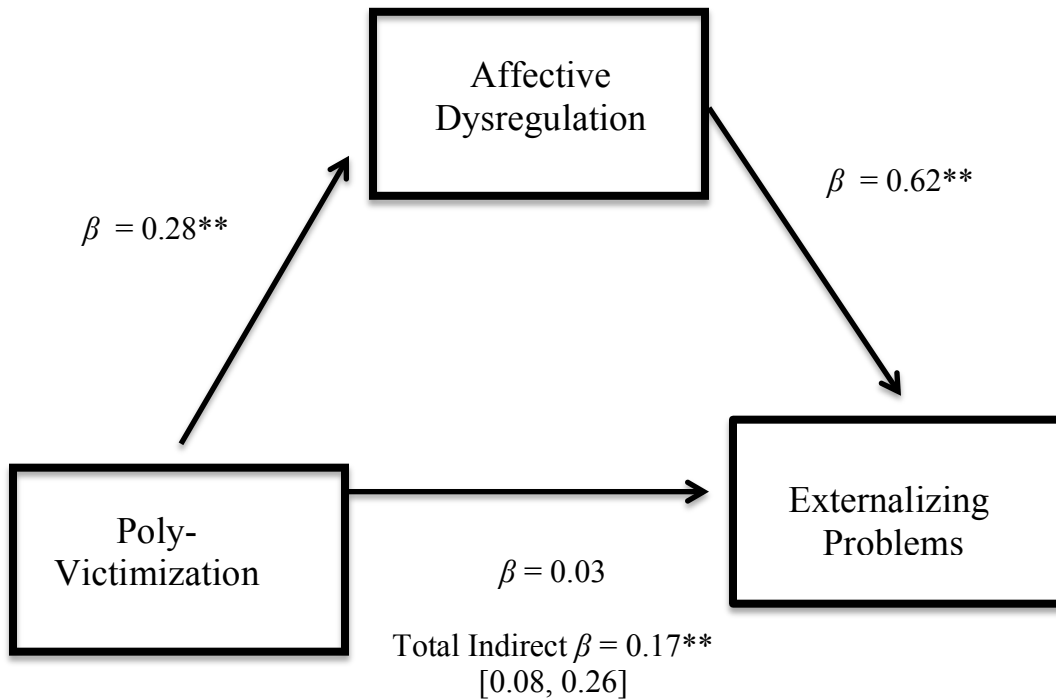 Affective
Dysregulation
β = 0.62**
β = 0.28**
Poly-
Victimization
Externalizing
Problems
β = 0.03
Total Indirect β = 0.17**
[0.08, 0.26]